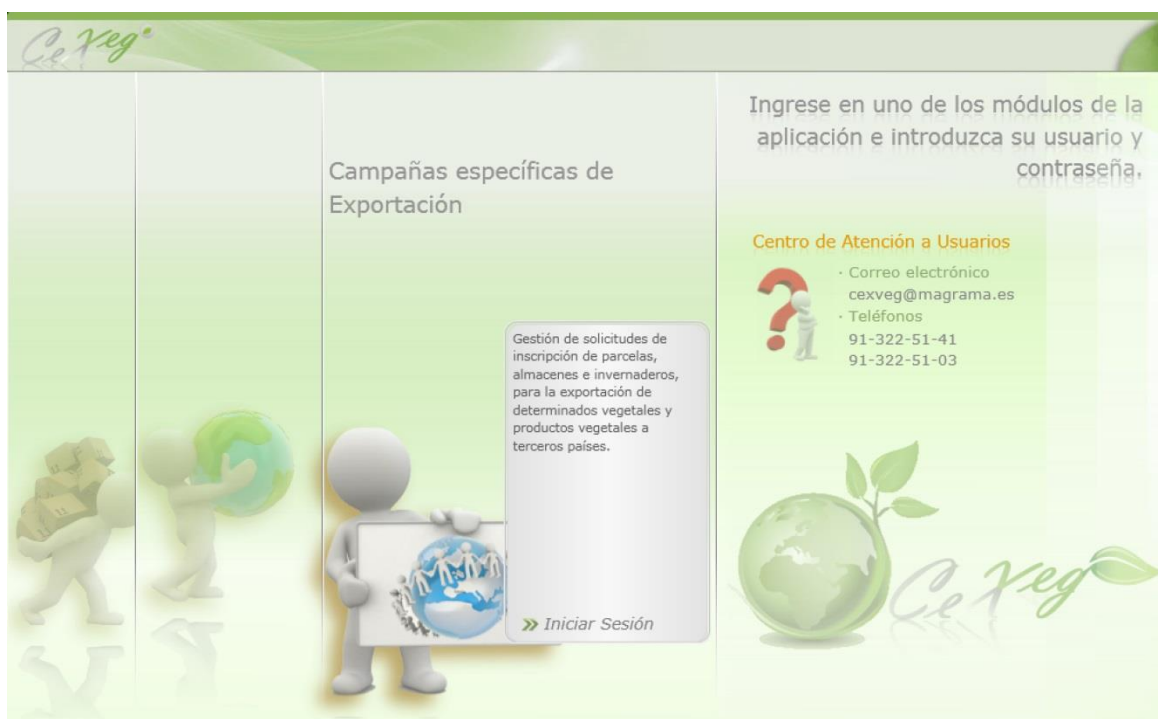 CeXveg
Campañas específicas de
Exportación
Gestión de solicitudes de
inscripción de parcelas,
almacenes e invernaderos,
para la exportación de
determinados vegetales y
productos vegetales a
terceros países.
» Iniciar Sesión
Ingrese en uno de los módulos de la
aplicación e introduzca su usuario y
contraseña.
Centro de Atención a Usuarios
· Correo electrónico
cexveg@magrama.es
· Teléfonos
91-322-51-41
91-322-51-03
CeXveg